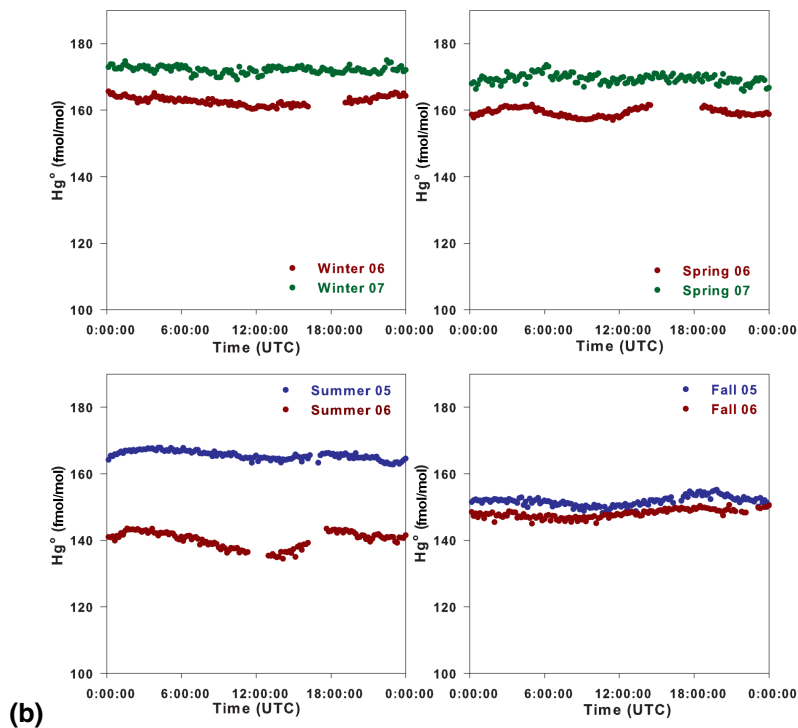 180
160
140
120
100
Hg° (fmol/mol)
Winter 06
Winter 07
0:00:00 6:00:00 12:00:00 18:00:00 0:00:00
Time (UTC)
180
160
140
120
100
Hg° (fmol/mol)
Spring 06
Spring 07
0:00:00 6:00:00 12:00:00 18:00:00 0:00:00
Time (UTC)
180
160
140
120
100
Hg° (fmol/mol)
Summer 05
Summer 06
0:00:00 6:00:00 12:00:00 18:00:00 0:00:00
Time (UTC)
180
160
140
120
100
Hg° (fmol/mol)
Fall 05
Fall 06
0:00:00 6:00:00 12:00:00 18:00:00 0:00:00
Time (UTC)
(b)